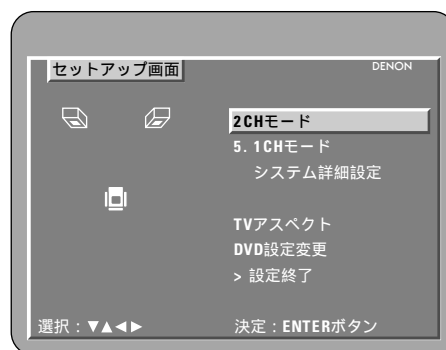 セットアップ画面
DENON
2CHモード
5.1CHモード
システム詳細設定
TVアスペクト
DVD設定変更
> 設定終了
選択：▼▲◀▶
決定：ENTERボタン